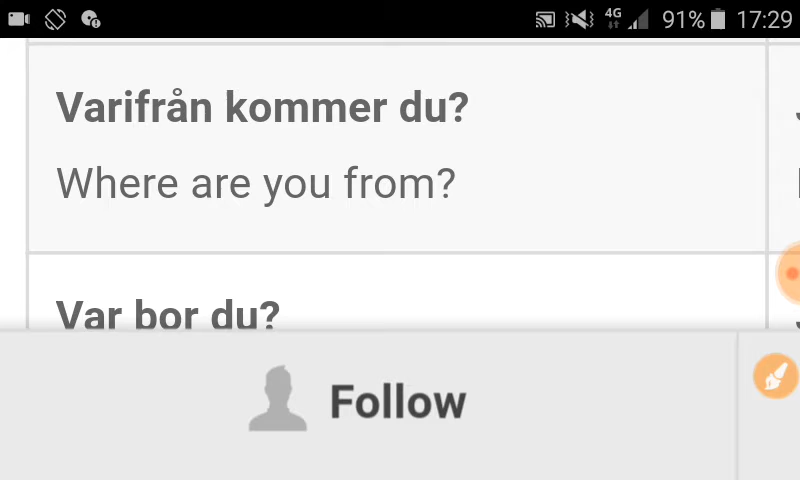 4G 91% 17:29
Varifrån kommer du?
Where are you from?
Var bor du?
Follow